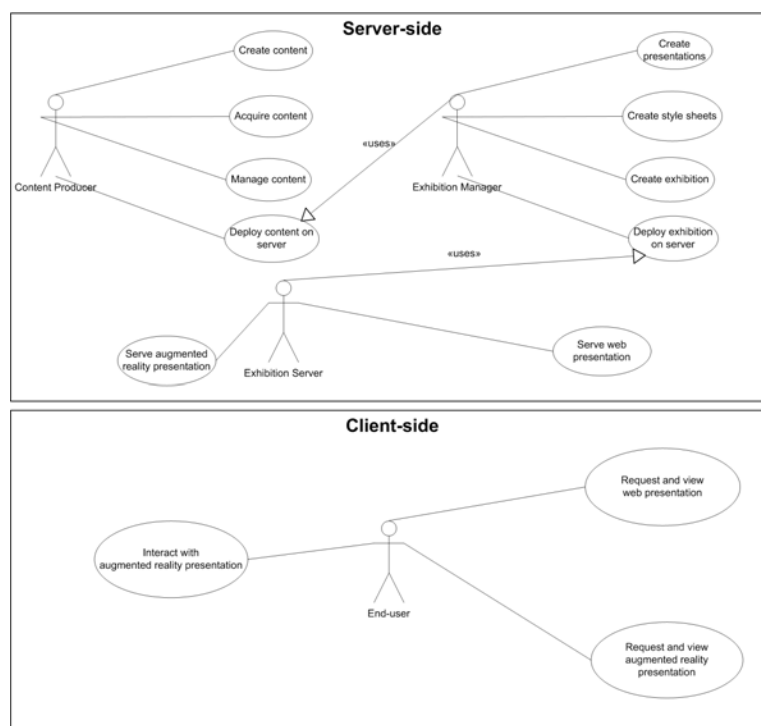 Server-side
Create content
Create
presentations
Acquire content
Create style sheets
«uses»
Manage content
Create exhibition
Content Producer
Exhibition Manager
Deploy content on
server
Deploy exhibition
on server
«uses»
Serve augmented
reality presentation
Exhibition Server
Serve web
presentation
Client-side
Request and view
web presentation
Interact with
augmented reality presentation
End-user
Request and view
augmented reality
presentation